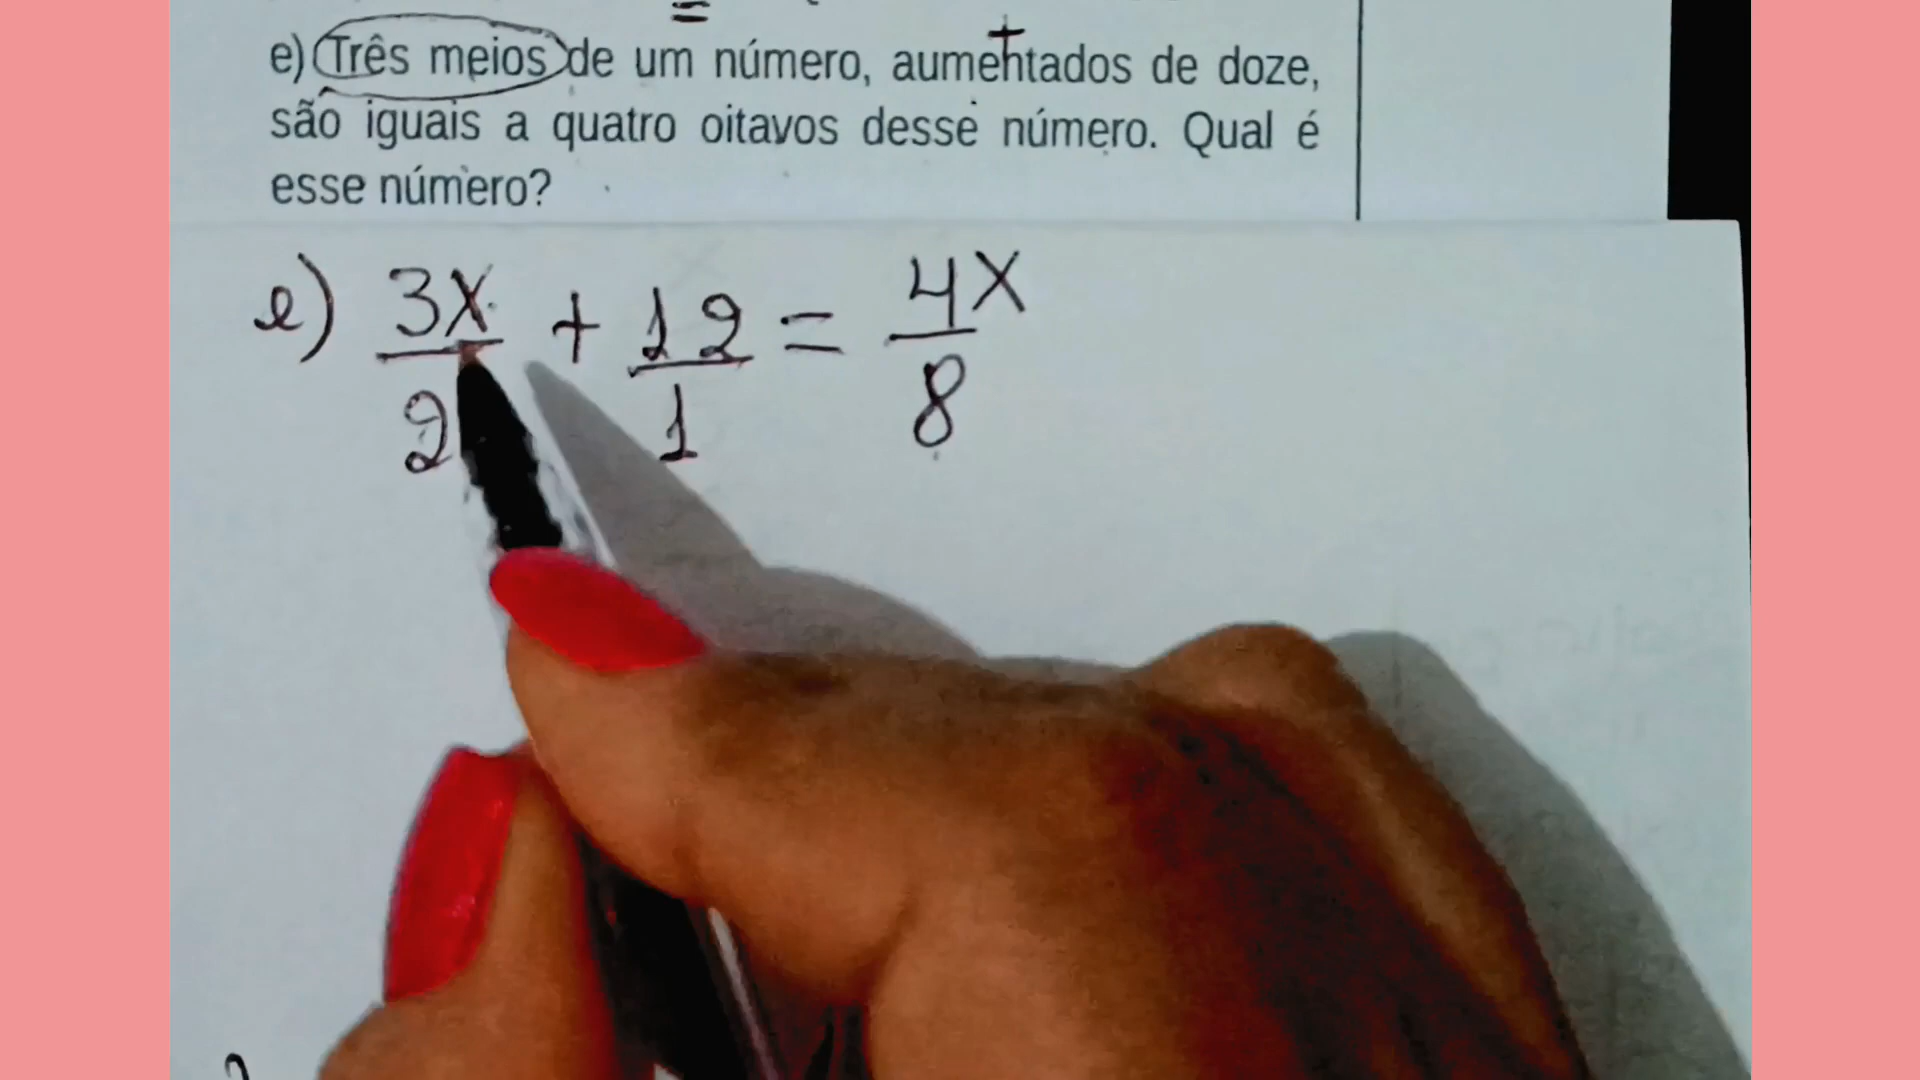 =
+
e) Três meios de um número, aumentados de doze,
são iguais a quatro oitavos desse número. Qual é
esse número?
e) 3x/2 + 12/1 = 4x/8